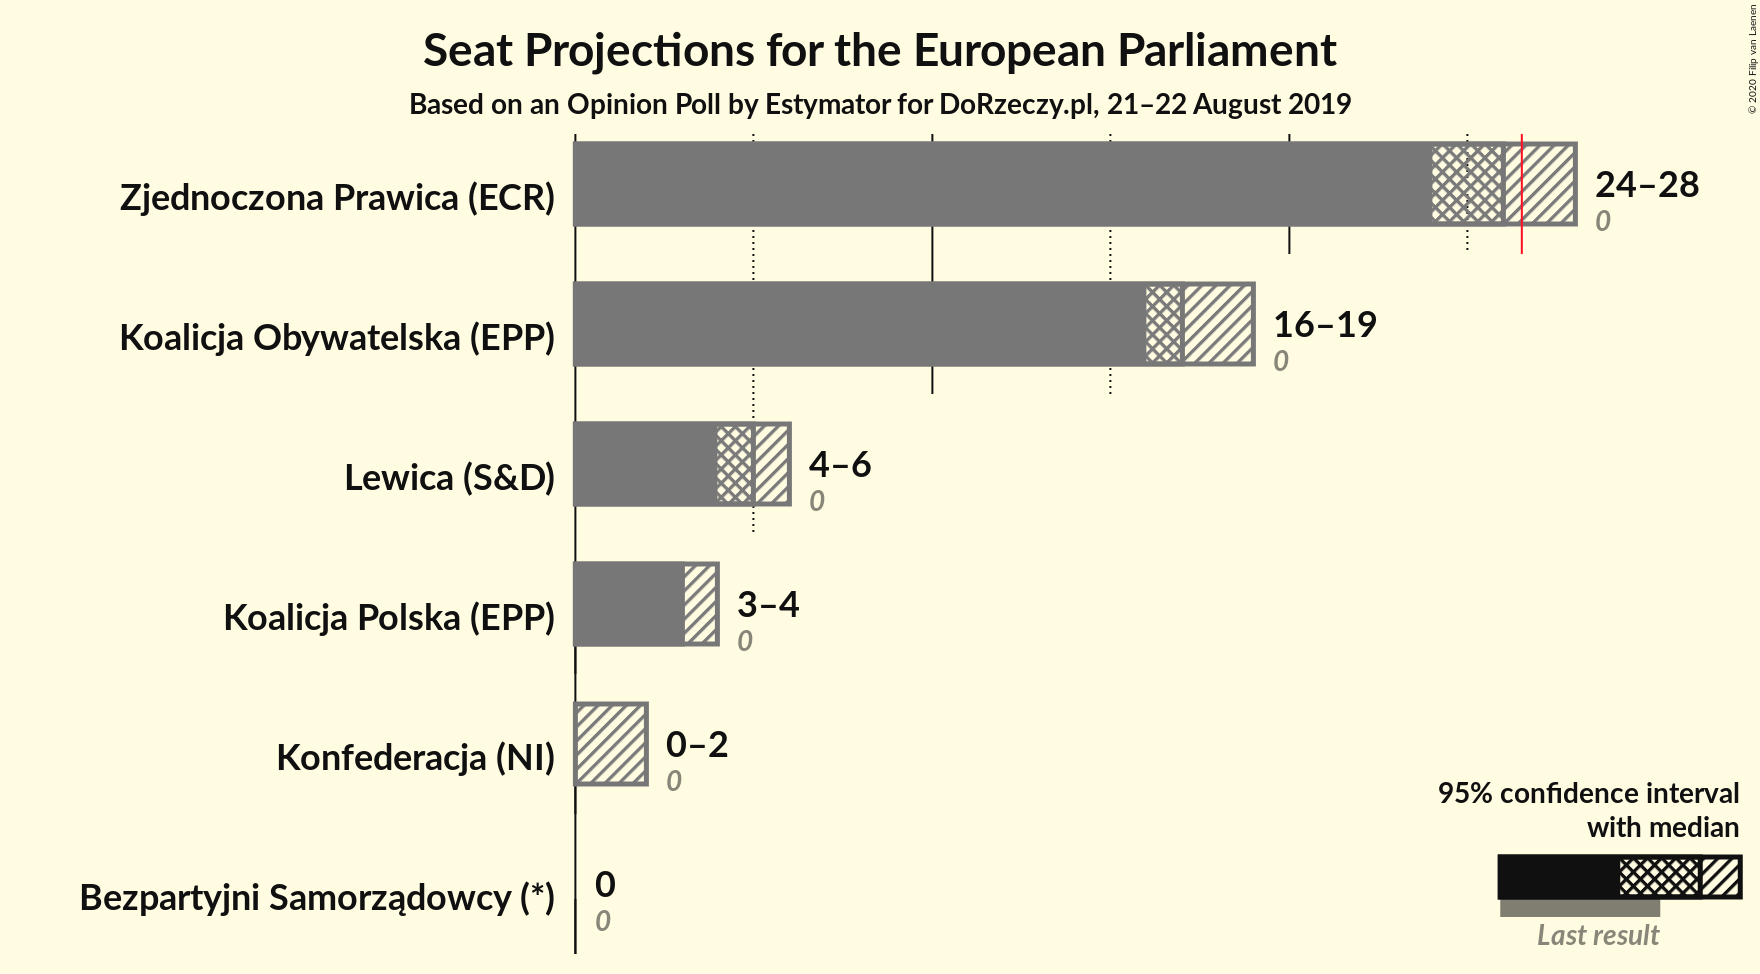 Seat Projections for the European Parliament
Based on an Opinion Poll by Estymator for DoRzeczy.pl, 21–22 August 2019
© 2020 Filip van Laenen
Zjednoczona Prawica (ECR)
24–28
0
Koalicja Obywatelska (EPP)
16–19
0
Lewica (S&D)
4–6
0
Koalicja Polska (EPP)
3–4
0
Konfederacja (NI)
0–2
0
Bezpartyjni Samorządowcy (*)
0
0
95% confidence interval
with median
Last result